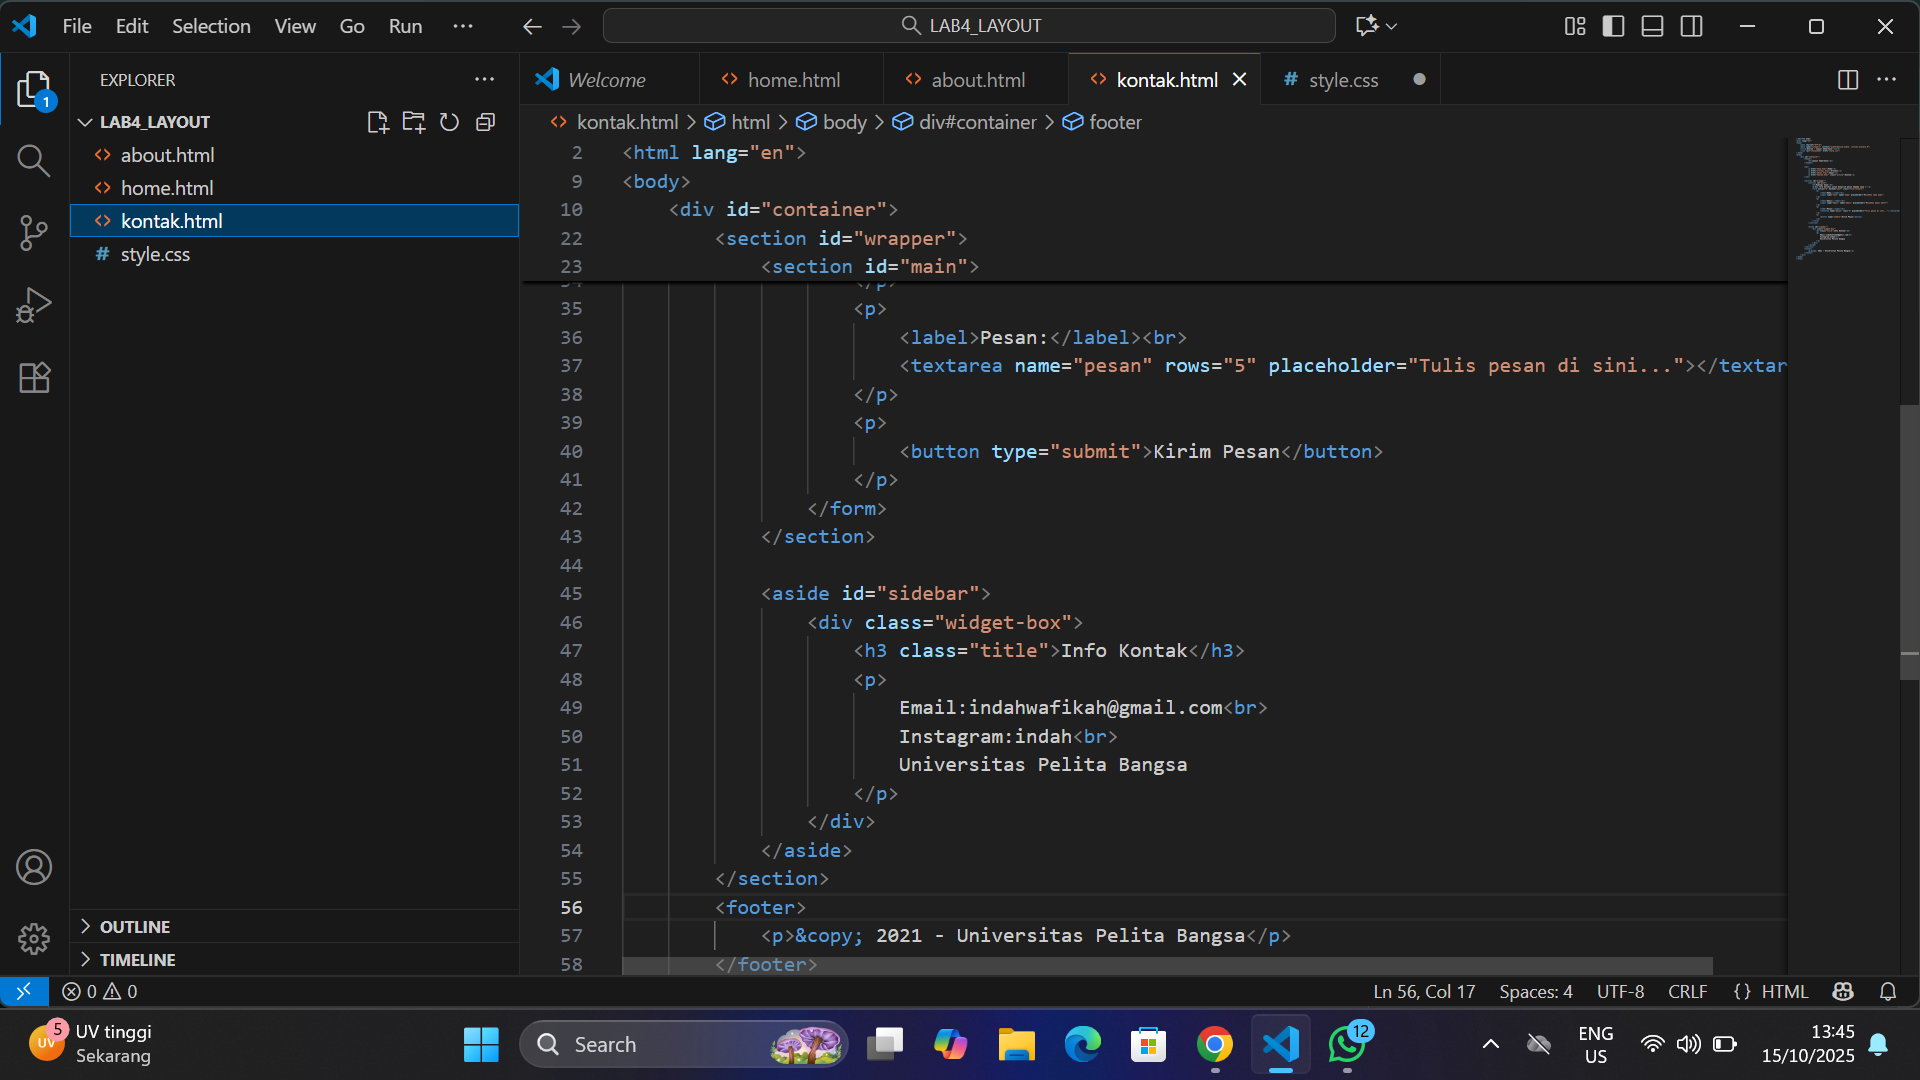 File Edit Selection View Go Run ···
LAB4_LAYOUT
EXPLORER
1
LAB4_LAYOUT
about.html
home.html
kontak.html
style.css
OUTLINE
TIMELINE
Welcome
home.html
about.html
kontak.html
style.css
kontak.html > html > body > div#container > footer
2 <html lang="en">
9 <body>
10 <div id="container">
22 <section id="wrapper">
23 <section id="main">
34 </p>
35 <p>
36 <label>Pesan:</label><br>
37 <textarea name="pesan" rows="5" placeholder="Tulis pesan di sini..."></textar
38 </p>
39 <p>
40 <button type="submit">Kirim Pesan</button>
41 </p>
42 </form>
43 </section>
44
45 <aside id="sidebar">
46 <div class="widget-box">
47 <h3 class="title">Info Kontak</h3>
48 <p>
49 Email:indahwafikah@gmail.com<br>
50 Instagram:indah<br>
51 Universitas Pelita Bangsa
52 </p>
53 </div>
54 </aside>
55 </section>
56 <footer>
57 <p>&copy; 2021 - Universitas Pelita Bangsa</p>
58 </footer>
0 0
Ln 56, Col 17
Spaces: 4
UTF-8
CRLF
{} HTML
UV
5
UV tinggi
Sekarang
Search
12
ENG
US
13:45
15/10/2025